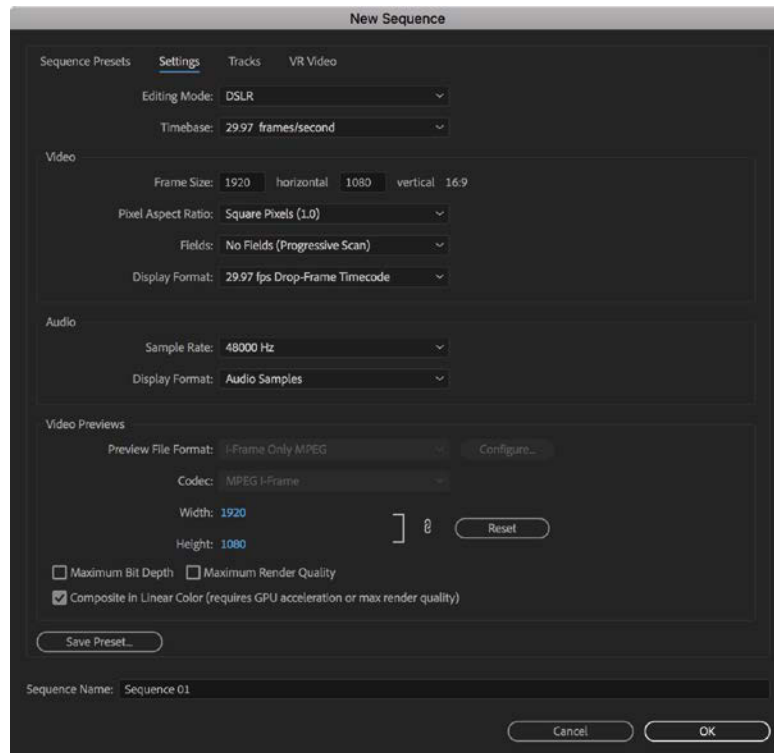 New Sequence
Sequence Presets Settings Tracks VR Video
Editing Mode: DSLR
Timebase: 29.97 frames/second
Video
Frame Size: 1920 horizontal 1080 vertical 16:9
Pixel Aspect Ratio: Square Pixels (1.0)
Fields: No Fields (Progressive Scan)
Display Format: 29.97 fps Drop-Frame Timecode
Audio
Sample Rate: 48000 Hz
Display Format: Audio Samples
Video Previews
Preview File Format: I-Frame Only MPEG Configure...
Codec: MPEG I-Frame
Width: 1920
Height: 1080
Reset
Maximum Bit Depth Maximum Render Quality
Composite in Linear Color (requires GPU acceleration or max render quality)
Save Preset...
Sequence Name: Sequence 01
Cancel OK